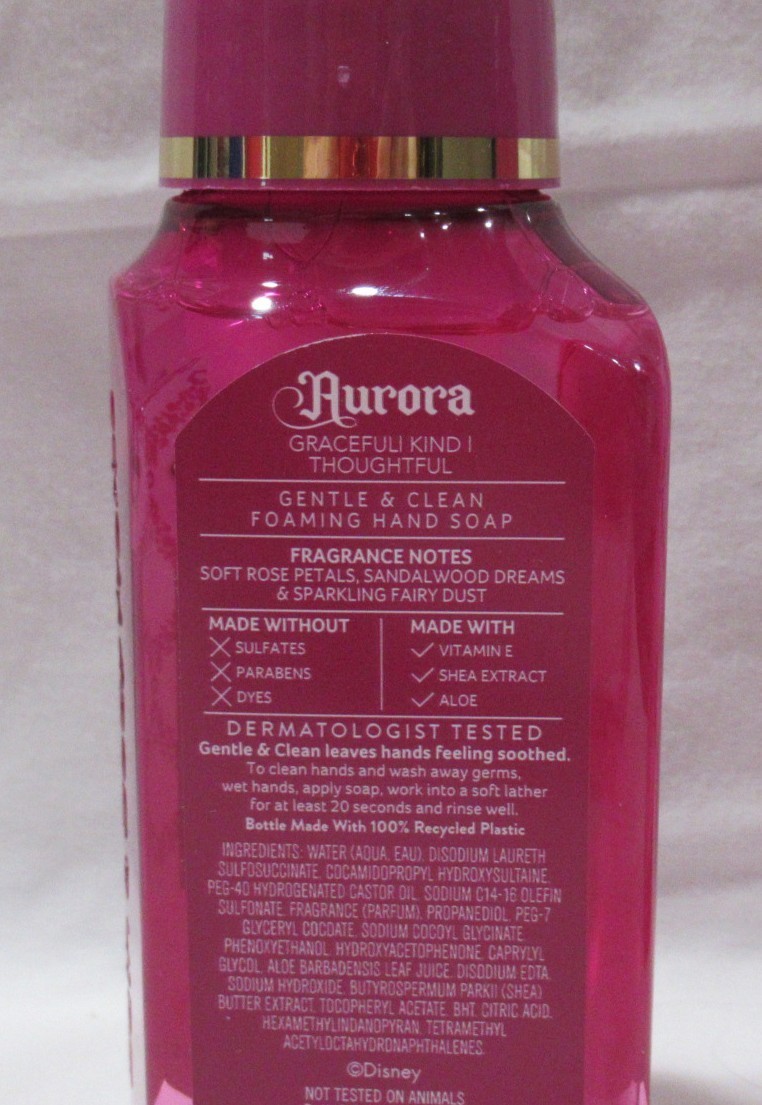 Aurora
GRACEFUL| KIND |
THOUGHTFUL
GENTLE & CLEAN
FOAMING HAND SOAP
FRAGRANCE NOTES
SOFT ROSE PETALS, SANDALWOOD DREAMS
& SPARKLING FAIRY DUST
MADE WITHOUT
SULFATES
PARABENS
DYES
MADE WITH
VITAMIN E
SHEA EXTRACT
ALOE
DERMATOLOGIST TESTED
Gentle & Clean leaves hands feeling soothed.
To clean hands and wash away germs,
wet hands, apply soap, work into a soft lather
for at least 20 seconds and rinse well.
Bottle Made With 100% Recycled Plastic
INGREDIENTS: WATER (AQUA, EAU), DISODIUM LAURETH
SULFOSUCCINATE, COCAMIDOPROPYL HYDROXYSULTAINE,
PEG-40 HYDROGENATED CASTOR OIL, SODIUM C14-16 OLEFIN
SULFONATE, FRAGRANCE (PARFUM), PROPANEDIOL, PEG-7
GLYCERYL COCOATE, SODIUM COCOYL GLYCINATE,
PHENOXYETHANOL, HYDROXYACETOPHENONE, CAPRYLYL
GLYCOL, ALOE BARBADENSIS LEAF JUICE, DISODIUM EDTA,
SODIUM HYDROXIDE, BUTYROSPERMUM PARKII (SHEA)
BUTTER EXTRACT, TOCOPHERYL ACETATE, BHT, CITRIC ACID,
HEXAMETHYLINDANOPYRAN, TETRAMETHYL
ACETYLOCTAHYDRONAPHTHALENES.
©Disney
NOT TESTED ON ANIMALS